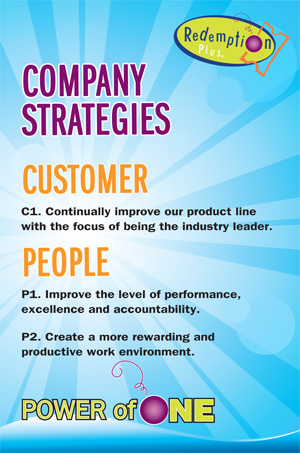 Redemption
Plus.
COMPANY
STRATEGIES
CUSTOMER
C1. Continually improve our product line
with the focus of being the industry leader.
PEOPLE
P1. Improve the level of performance,
excellence and accountability.
P2. Create a more rewarding and
productive work environment.
POWER of ONE